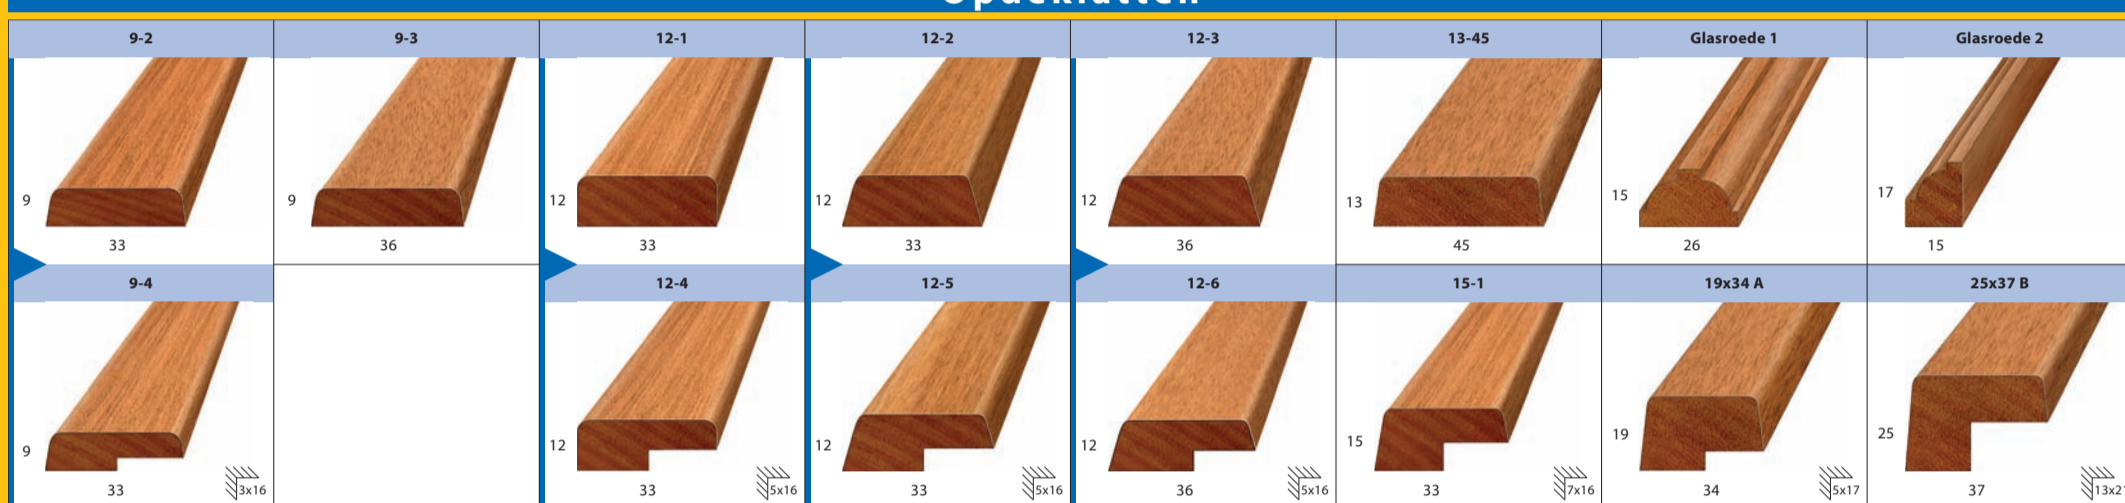 9-2 9-3 12-1 12-2 12-3 13-45 Glasroede 1 Glasroede 2
9 9 12 12 12 13 15 17
33 36 33 33 36 45 26 15
9-4 12-4 12-5 12-6 15-1 19x34 A 25x37 B
9 12 12 12 15 19 25
33 3x16 33 5x16 33 5x16 36 5x16 33 7x16 34 5x17 37